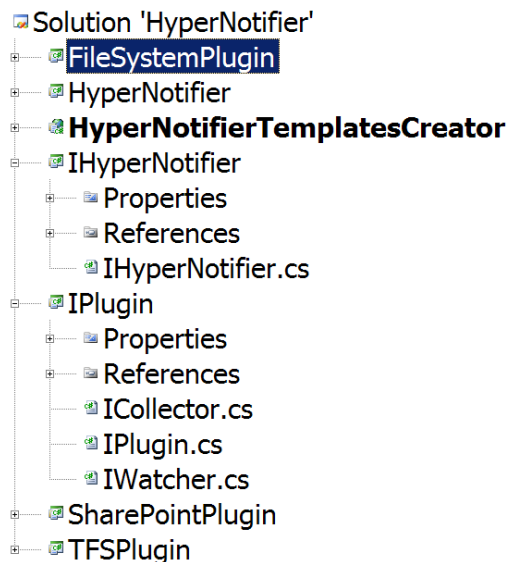 Solution 'HyperNotifier'
FileSystemPlugin
HyperNotifier
HyperNotifierTemplatesCreator
IHyperNotifier
Properties
References
IHyperNotifier.cs
IPlugin
Properties
References
ICollector.cs
IPlugin.cs
IWatcher.cs
SharePointPlugin
TFSPlugin